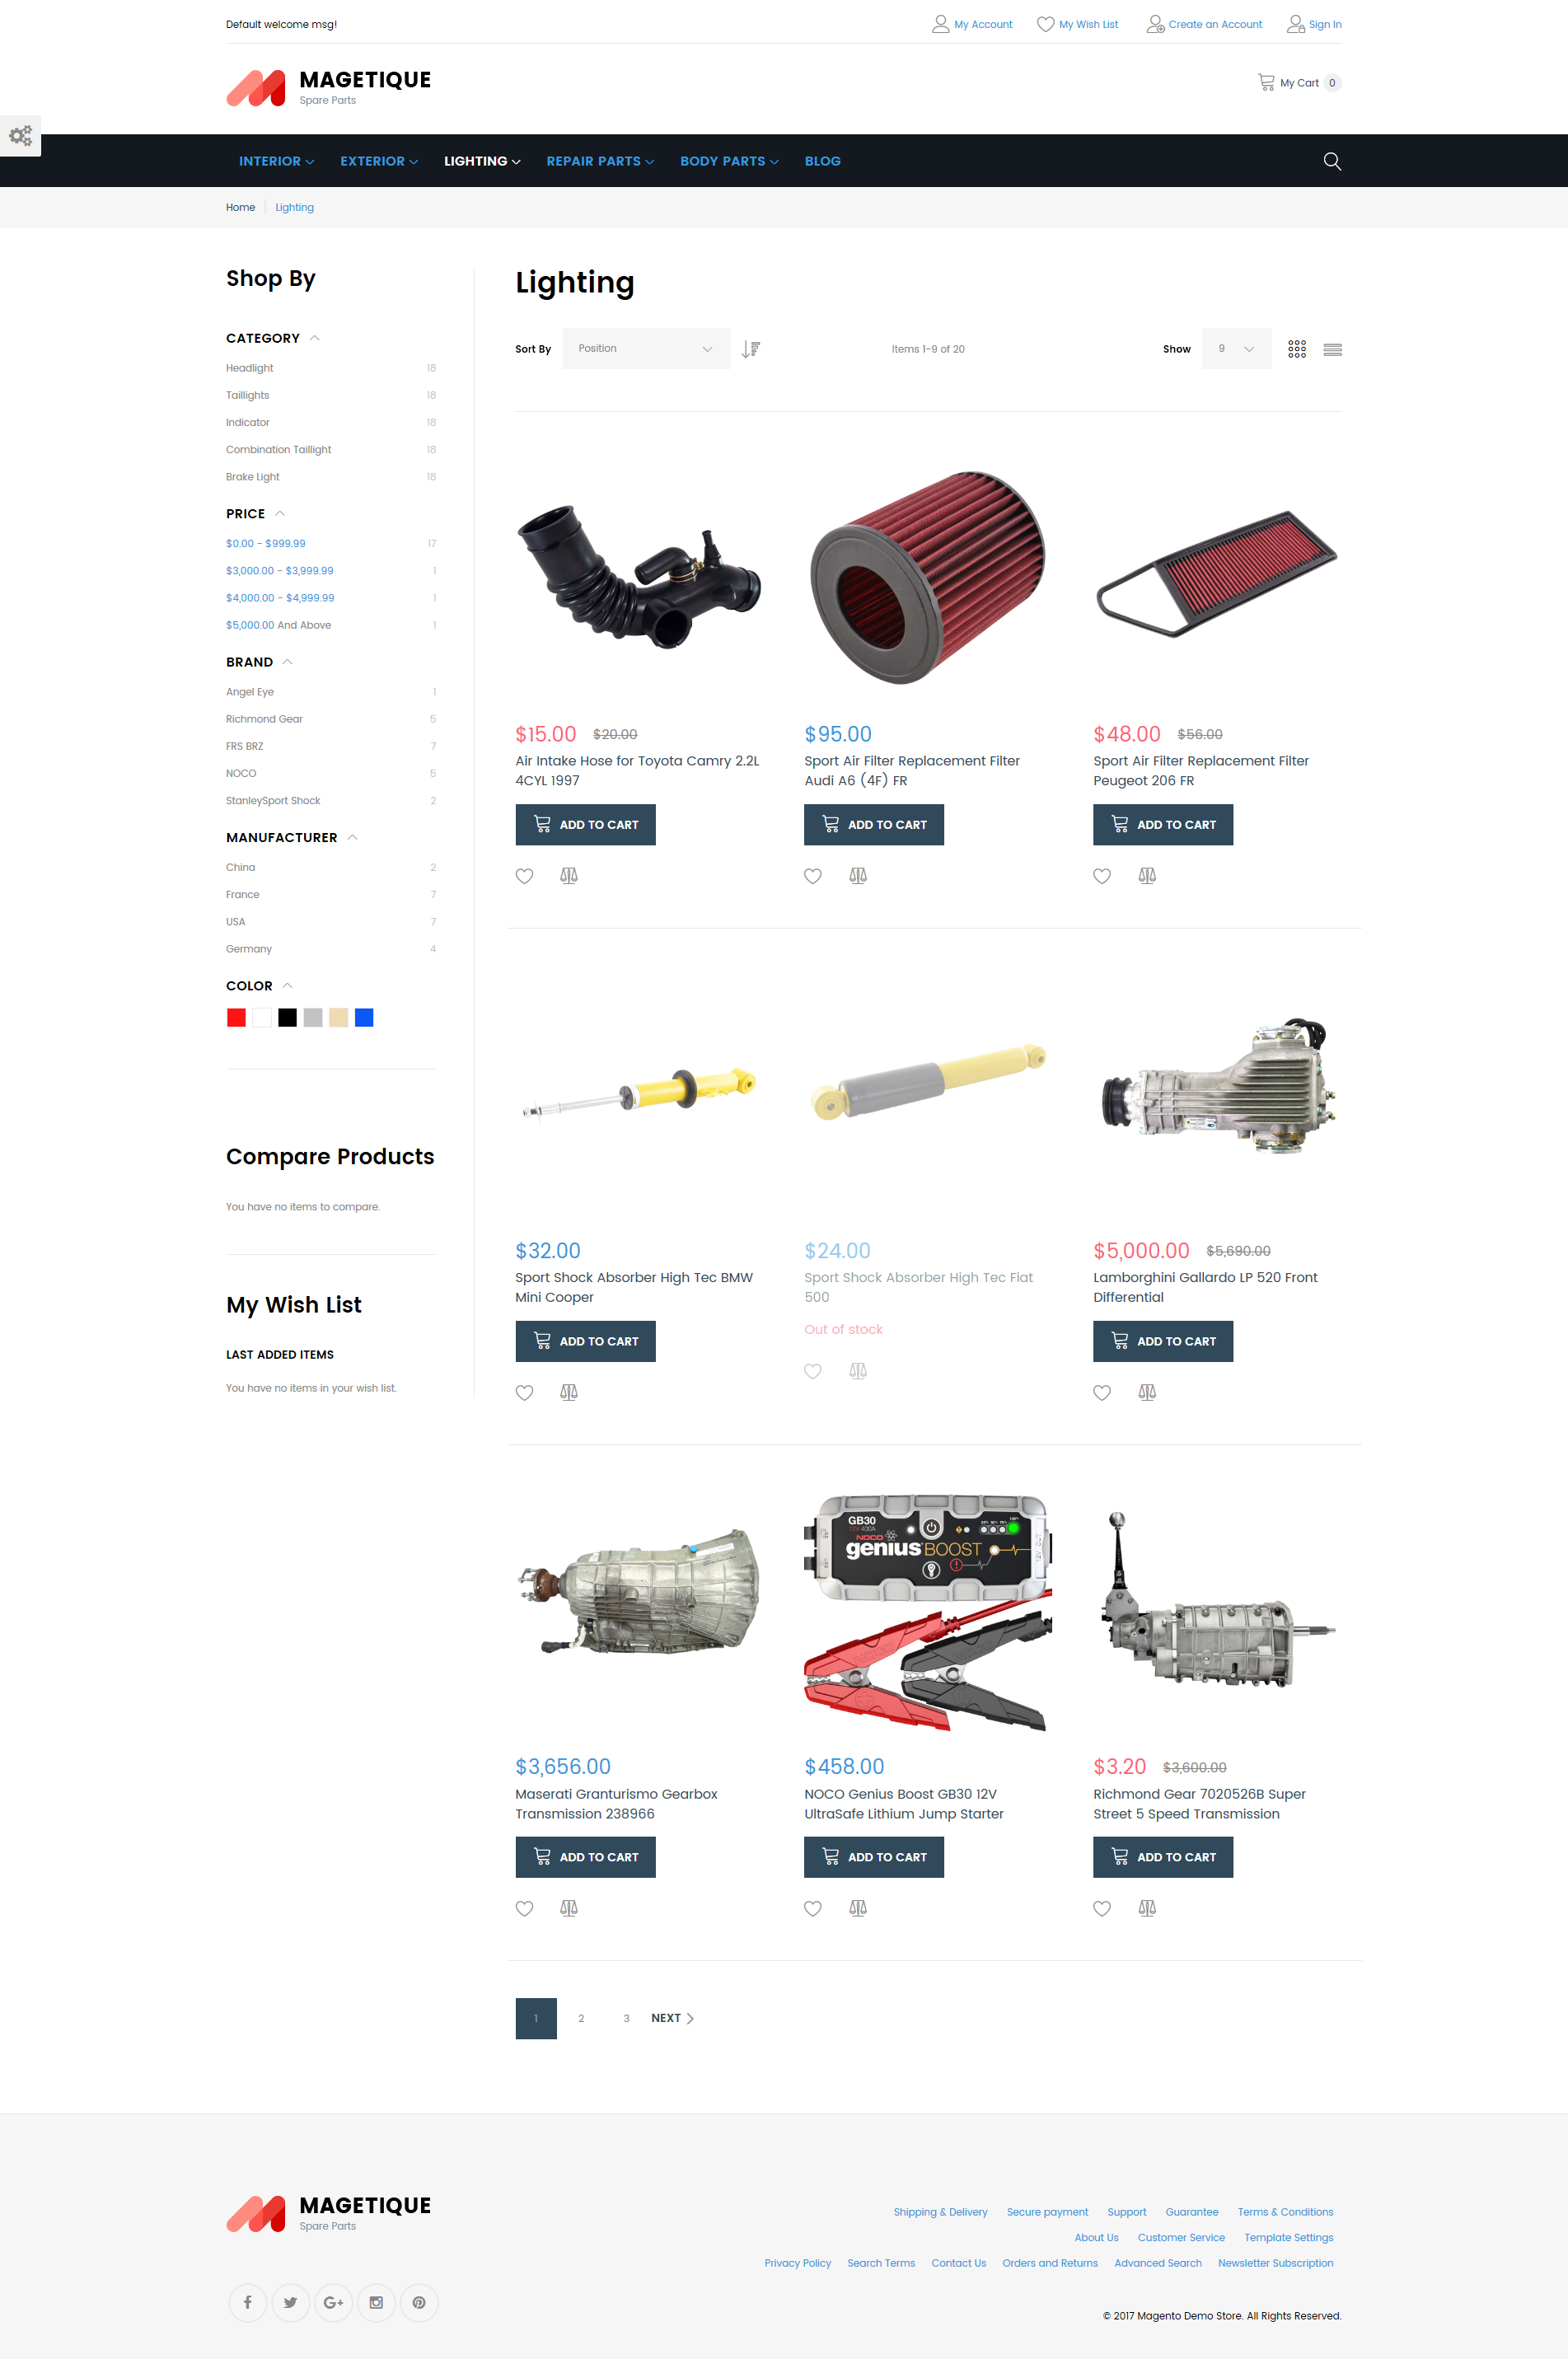 Default welcome msg!
My Account
My Wish List
Create an Account
Sign In
MAGETIQUE
Spare Parts
My Cart 0
INTERIOR
EXTERIOR
LIGHTING
REPAIR PARTS
BODY PARTS
BLOG
Home
Lighting
Shop By
CATEGORY
Headlight 18
Taillights 18
Indicator 18
Combination Taillight 18
Brake Light 18
PRICE
$0.00 - $999.99 17
$3,000.00 - $3,999.99 1
$4,000.00 - $4,999.99 1
$5,000.00 And Above 1
BRAND
Angel Eye 1
Richmond Gear 5
FRS BRZ 7
NOCO 5
StanleySport Shock 2
MANUFACTURER
China 2
France 7
USA 7
Germany 4
COLOR
Compare Products
You have no items to compare.
My Wish List
LAST ADDED ITEMS
You have no items in your wish list.
Lighting
Sort By Position
Items 1-9 of 20
Show 9
$15.00 $20.00
Air Intake Hose for Toyota Camry 2.2L
4CYL 1997
ADD TO CART
$95.00
Sport Air Filter Replacement Filter
Audi A6 (4F) FR
ADD TO CART
$48.00 $56.00
Sport Air Filter Replacement Filter
Peugeot 206 FR
ADD TO CART
$32.00
Sport Shock Absorber High Tec BMW
Mini Cooper
ADD TO CART
$24.00
Sport Shock Absorber High Tec Fiat
500
Out of stock
$5,000.00 $5,690.00
Lamborghini Gallardo LP 520 Front
Differential
ADD TO CART
$3,656.00
Maserati Granturismo Gearbox
Transmission 238966
ADD TO CART
GB30
12V 400A
NOCO
genius BOOST
$458.00
NOCO Genius Boost GB30 12V
UltraSafe Lithium Jump Starter
ADD TO CART
$3.20 $3,600.00
Richmond Gear 7020526B Super
Street 5 Speed Transmission
ADD TO CART
1 2 3 NEXT
MAGETIQUE
Spare Parts
Shipping & Delivery Secure payment Support Guarantee Terms & Conditions
About Us Customer Service Template Settings
Privacy Policy Search Terms Contact Us Orders and Returns Advanced Search Newsletter Subscription
© 2017 Magento Demo Store. All Rights Reserved.